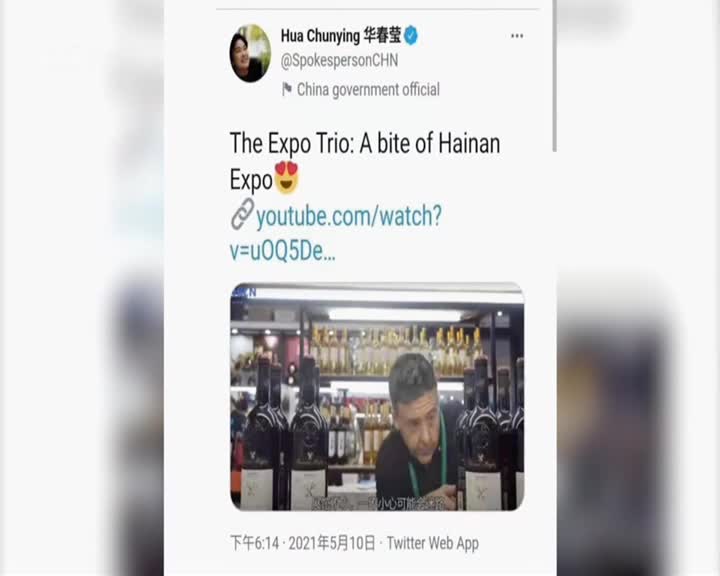 Hua Chunying 华春莹
@SpokespersonCHN
China government official
The Expo Trio: A bite of Hainan
Expo😍
youtube.com/watch?
v=uOQ5De...
下午6:14 · 2021年5月10日 · Twitter Web App